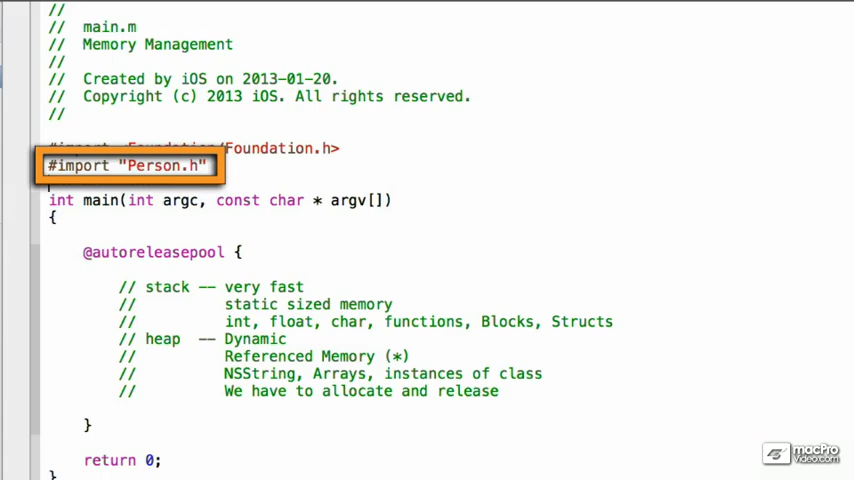 //
// main.m
// Memory Management
//
// Created by iOS on 2013-01-20.
// Copyright (c) 2013 iOS. All rights reserved.
//
#import <Foundation/Foundation.h>
#import "Person.h"
int main(int argc, const char * argv[])
{
@autoreleasepool {
// stack -- very fast
// static sized memory
// int, float, char, functions, Blocks, Structs
// heap -- Dynamic
// Referenced Memory (*)
// NSString, Arrays, instances of class
// We have to allocate and release
}
return 0;
}
macPro
Video.com